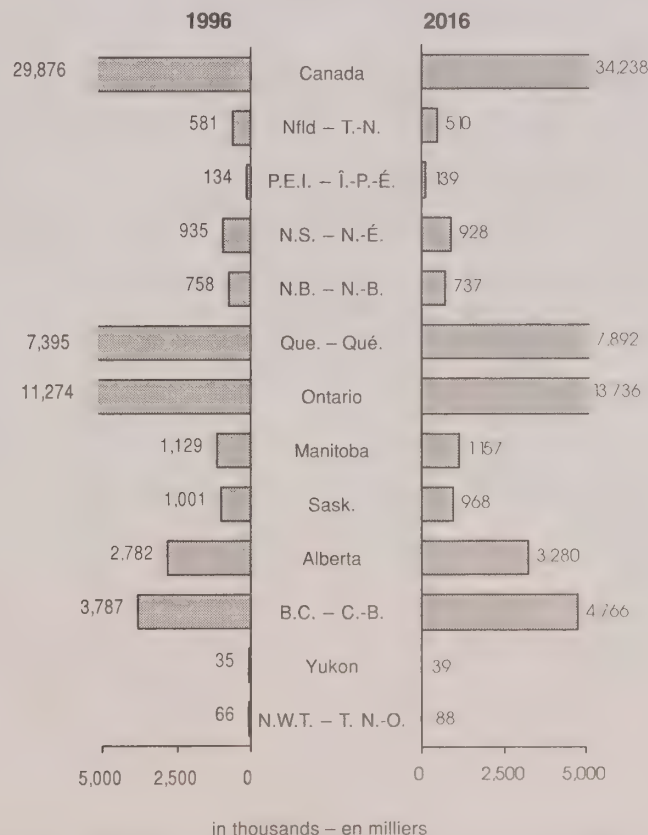 1996 2016
29,876 Canada 34,238
581 Nfld – T.-N. 510
134 P.E.I. – Î.-P.-É. 139
935 N.S. – N.-É. 928
758 N.B. – N.-B. 737
7,395 Que. – Qué. 7,892
11,274 Ontario 13,736
1,129 Manitoba 1,157
1,001 Sask. 968
2,782 Alberta 3,280
3,787 B.C. – C.-B. 4,766
35 Yukon 39
66 N.W.T. – T. N.-O. 88
5,000 2,500 0 0 2,500 5,000
in thousands – en milliers